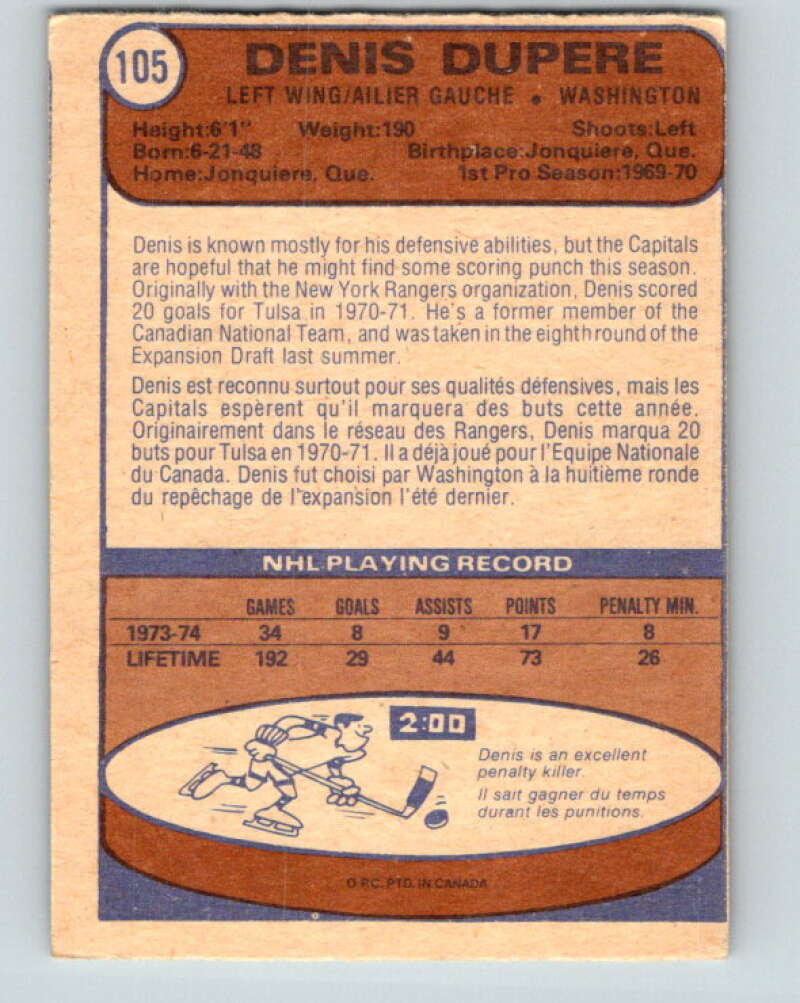 105
DENIS DUPERE
LEFT WING/AILIER GAUCHE • WASHINGTON
Height:6'1" Weight:190 Shoots:Left
Born:6-21-48 Birthplace:Jonquiere, Que.
Home:Jonquiere, Que. 1st Pro Season:1969-70
Denis is known mostly for his defensive abilities, but the Capitals
are hopeful that he might find some scoring punch this season.
Originally with the New York Rangers organization, Denis scored
20 goals for Tulsa in 1970-71. He's a former member of the
Canadian National Team, and was taken in the eighth round of the
Expansion Draft last summer.
Denis est reconnu surtout pour ses qualités défensives, mais les
Capitals espèrent qu'il marquera des buts cette année.
Originairement dans le réseau des Rangers, Denis marqua 20
buts pour Tulsa en 1970-71. Il a déjà joué pour l'Equipe Nationale
du Canada. Denis fut choisi par Washington à la huitième ronde
du repêchage de l'expansion l'été dernier.
NHL PLAYING RECORD
GAMES GOALS ASSISTS POINTS PENALTY MIN.
1973-74 34 8 9 17 8
LIFETIME 192 29 44 73 26
2:00
Denis is an excellent
penalty killer.
Il sait gagner du temps
durant les punitions.
O.P.C. PTD. IN CANADA